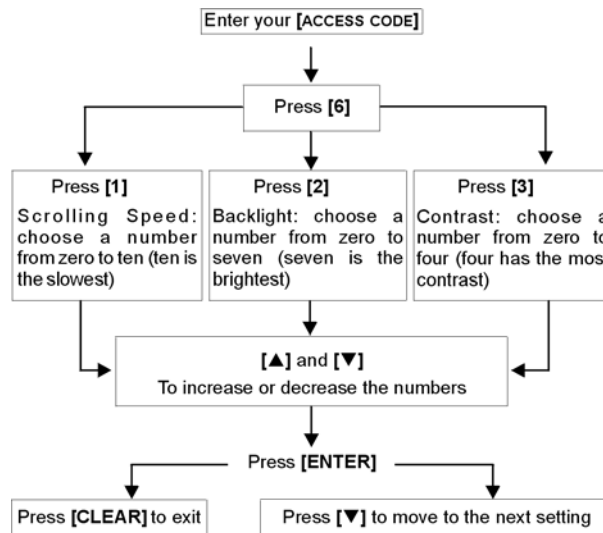 Enter your [ACCESS CODE]
Press [6]
Press [1]
Scrolling Speed:
choose a number
from zero to ten (ten is
the slowest)
Press [2]
Backlight: choose a
number from zero to
seven (seven is the
brightest)
Press [3]
Contrast: choose a
number from zero to
four (four has the most
contrast)
[▲] and [▼]
To increase or decrease the numbers
Press [ENTER]
Press [CLEAR] to exit
Press [▼] to move to the next setting